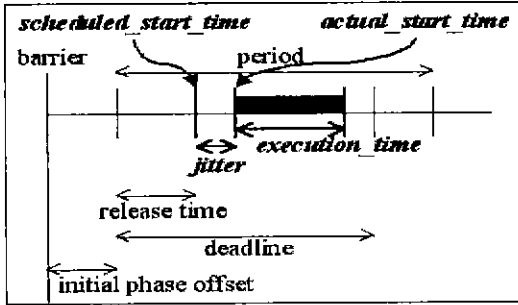 scheduled_start_time actual_start_time
barrier period
jitter execution_time
release time
deadline
initial phase offset